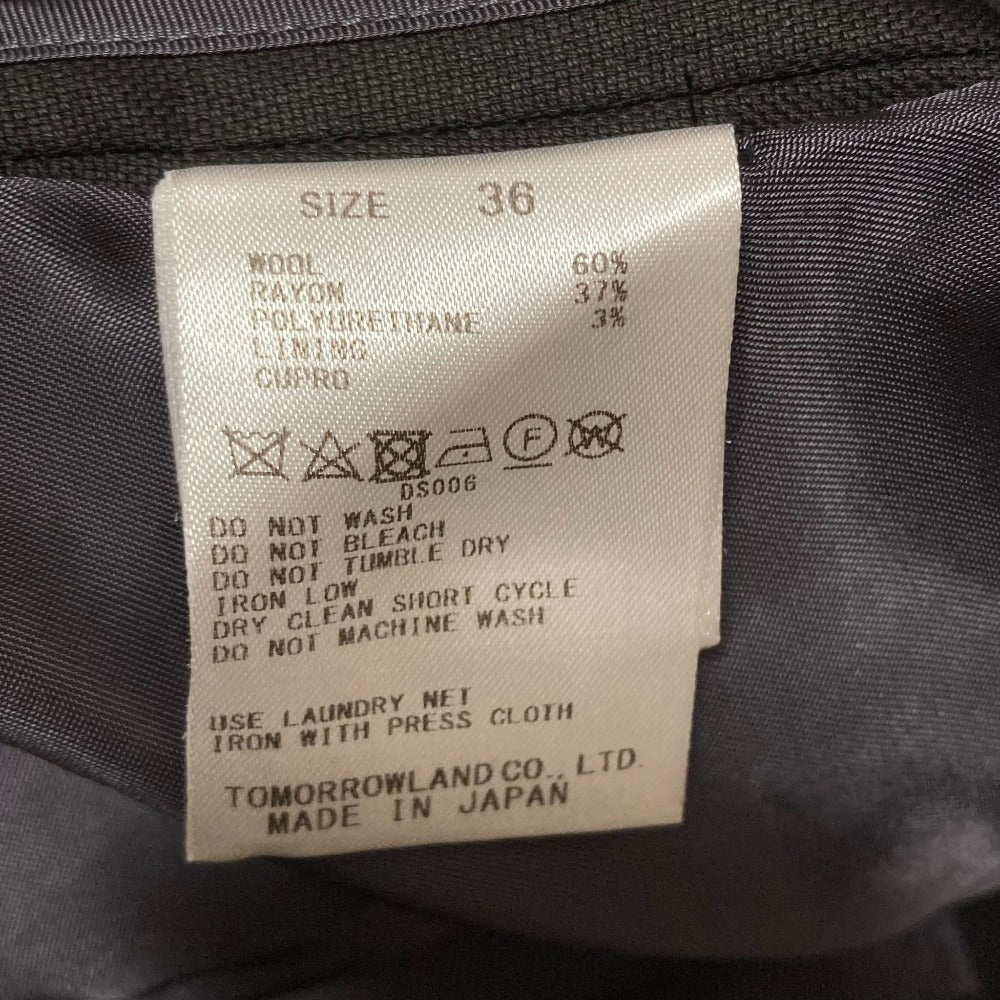 SIZE 36
WOOL 60%
RAYON 37%
POLYURETHANE 3%
LINING
CUPRO
F W
DS006
DO NOT WASH
DO NOT BLEACH
DO NOT TUMBLE DRY
IRON LOW
DRY CLEAN SHORT CYCLE
DO NOT MACHINE WASH
USE LAUNDRY NET
IRON WITH PRESS CLOTH
TOMORROWLAND CO., LTD.
MADE IN JAPAN